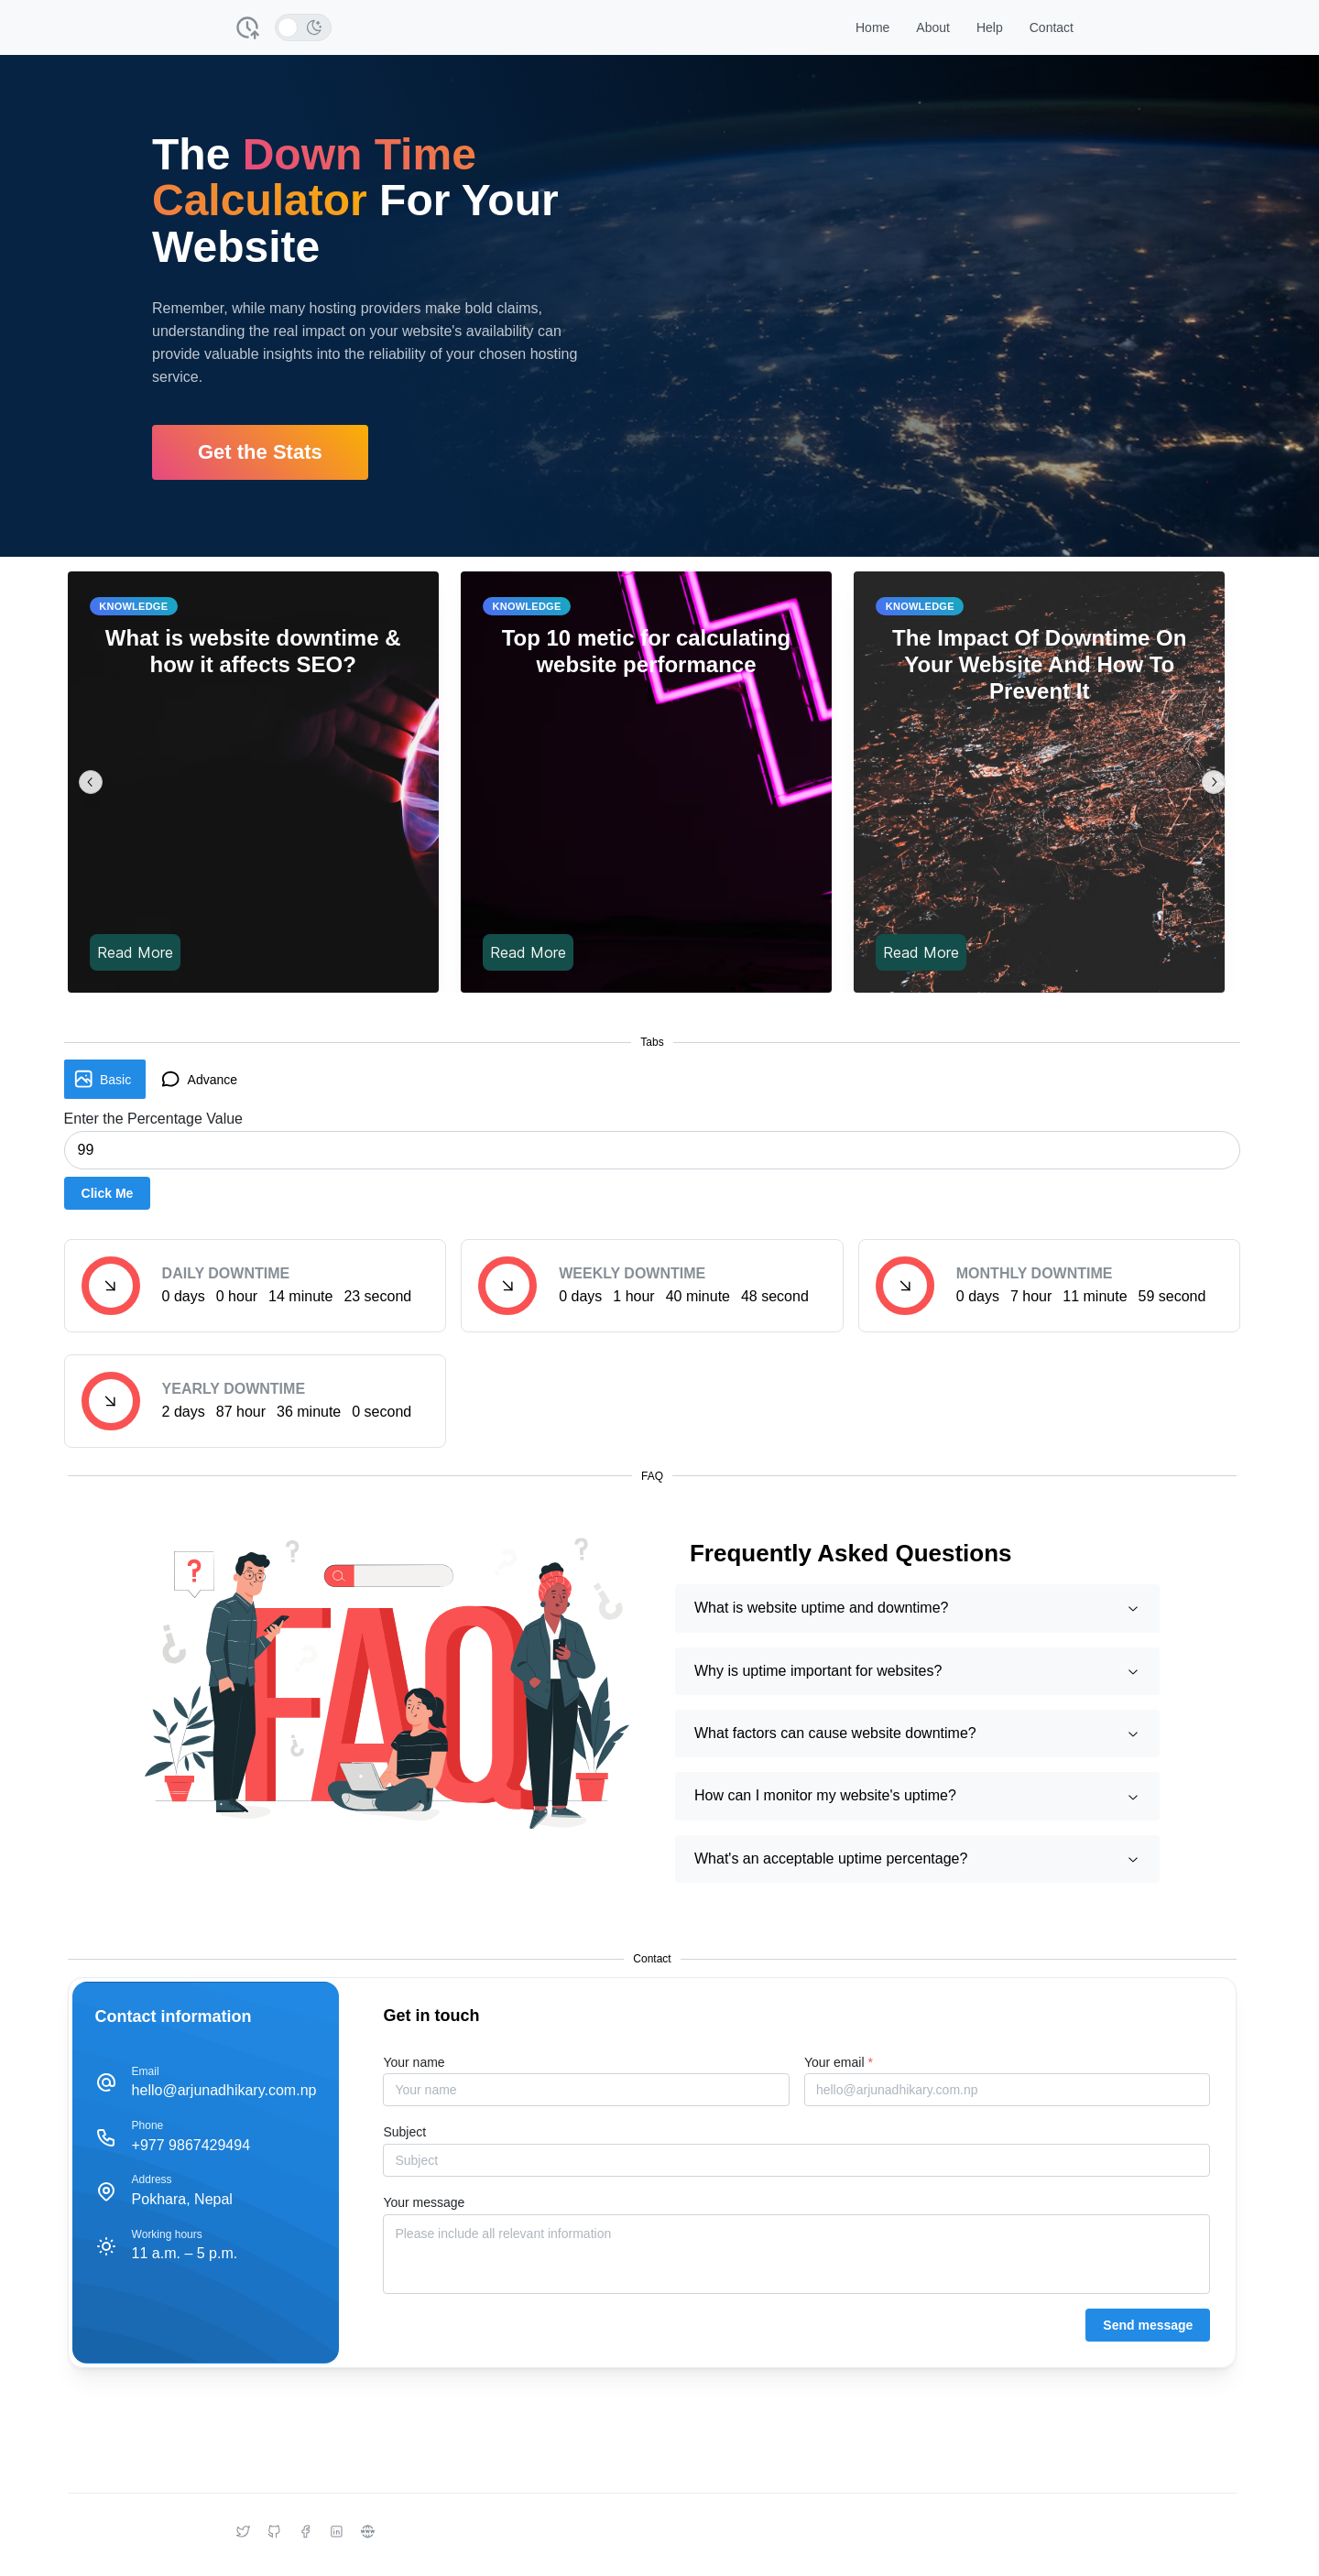 Home About Help Contact
The Down Time
Calculator For Your
Website
Remember, while many hosting providers make bold claims,
understanding the real impact on your website's availability can
provide valuable insights into the reliability of your chosen hosting
service.
Get the Stats
KNOWLEDGE
What is website downtime &
how it affects SEO?
Read More
KNOWLEDGE
Top 10 metic for calculating
website performance
Read More
KNOWLEDGE
The Impact Of Downtime On
Your Website And How To
Prevent It
Read More
Tabs
Basic Advance
Enter the Percentage Value
99
Click Me
DAILY DOWNTIME
0 days 0 hour 14 minute 23 second
WEEKLY DOWNTIME
0 days 1 hour 40 minute 48 second
MONTHLY DOWNTIME
0 days 7 hour 11 minute 59 second
YEARLY DOWNTIME
2 days 87 hour 36 minute 0 second
FAQ
?
?
?
?
?
?
?
?
FAQ
Frequently Asked Questions
What is website uptime and downtime?
Why is uptime important for websites?
What factors can cause website downtime?
How can I monitor my website's uptime?
What's an acceptable uptime percentage?
Contact
Contact information
Email
hello@arjunadhikary.com.np
Phone
+977 9867429494
Address
Pokhara, Nepal
Working hours
11 a.m. – 5 p.m.
Get in touch
Your name
Your name
Your email *
hello@arjunadhikary.com.np
Subject
Subject
Your message
Please include all relevant information
Send message